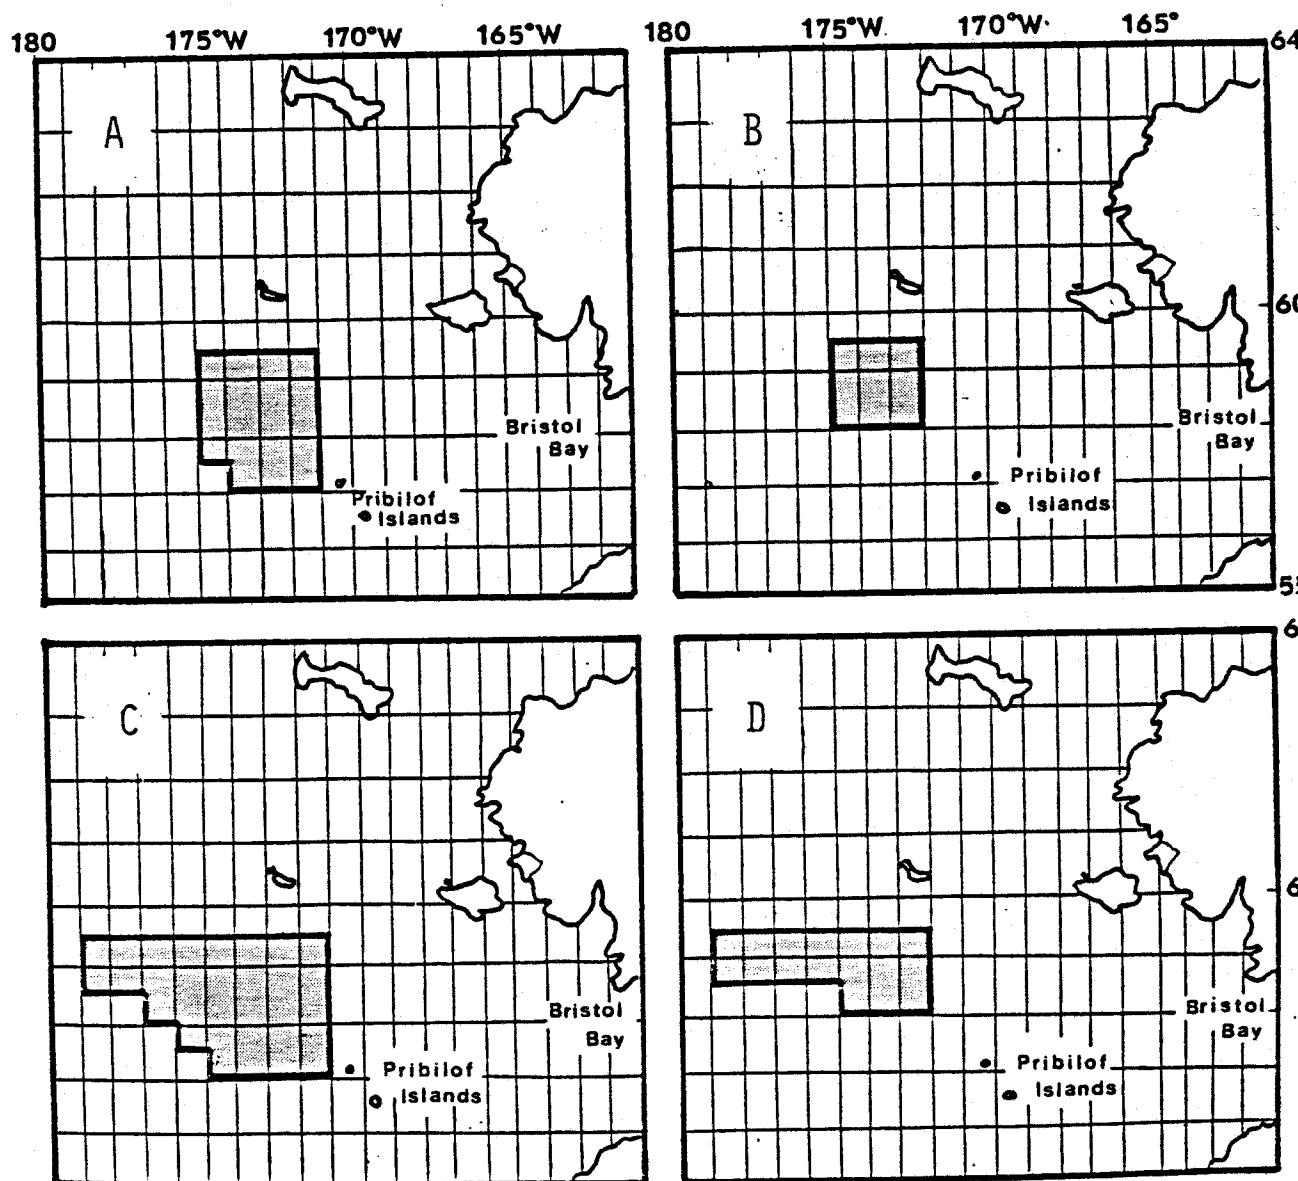 180 175°W 170°W 165°W 180 175°W 170°W· 165° 64
A
B
60
Bristol
Bay
Pribilof
Islands
Bristol
Bay
Pribilof
Islands
C
D
Bristol
Bay
Pribilof
Islands
Bristol
Bay
Pribilof
Islands